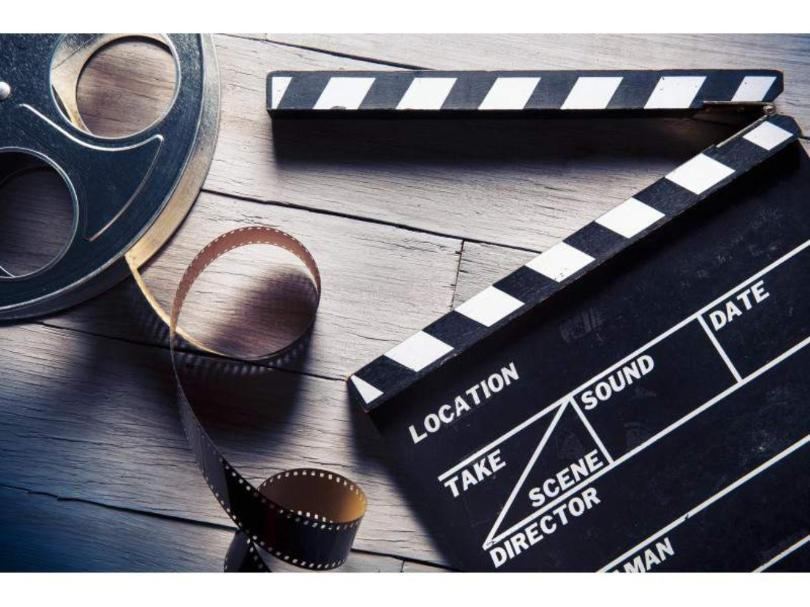 LOCATION
TAKE
SCENE
SOUND
DATE
DIRECTOR